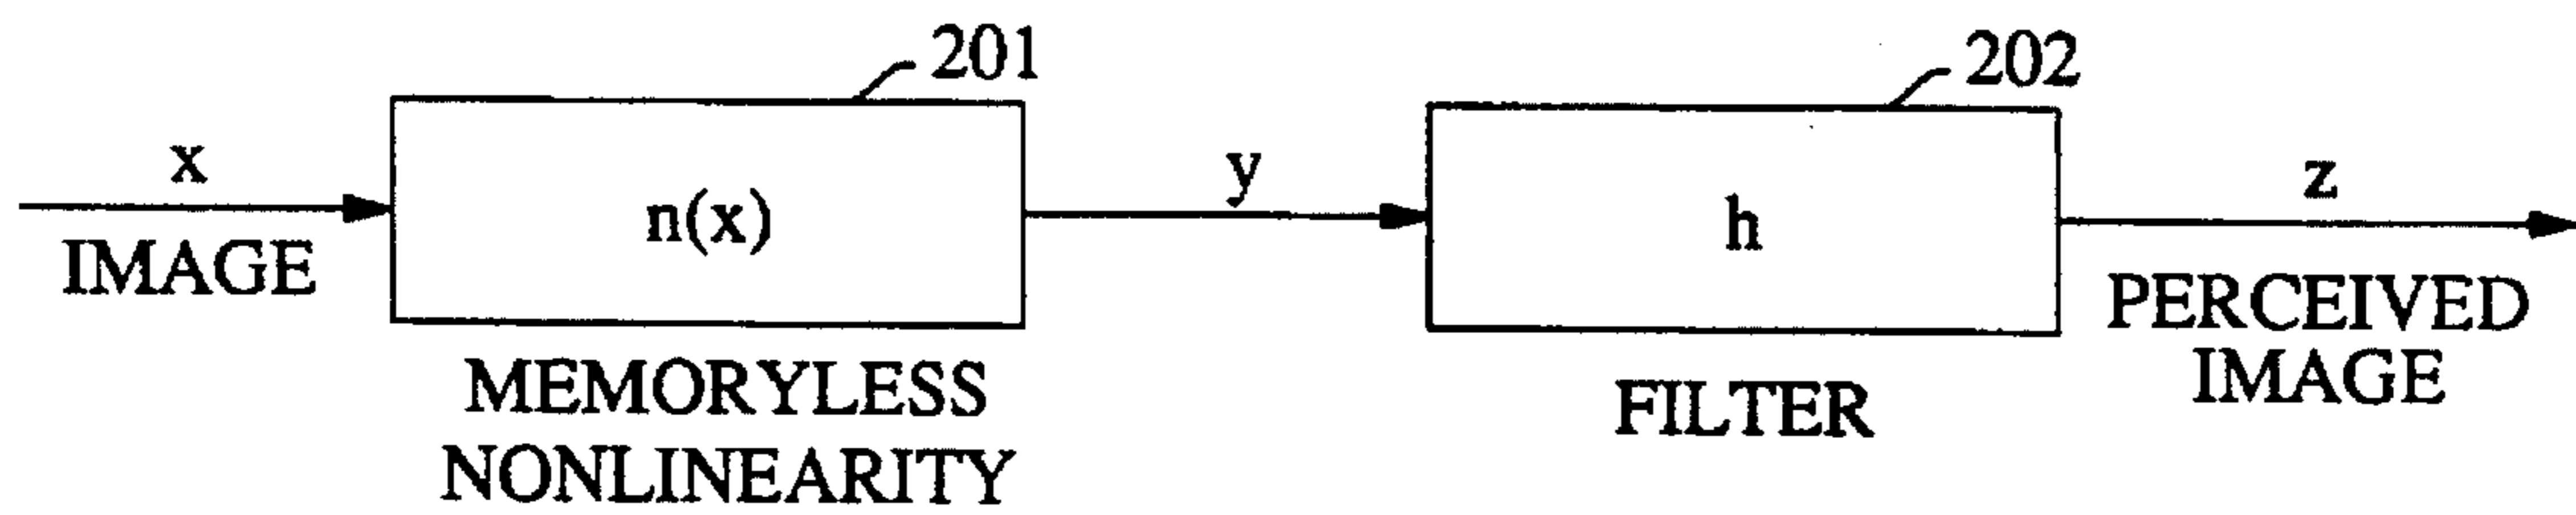 201
202
x
n(x)
y
h
z
IMAGE
MEMORYLESS
NONLINEARITY
FILTER
PERCEIVED
IMAGE